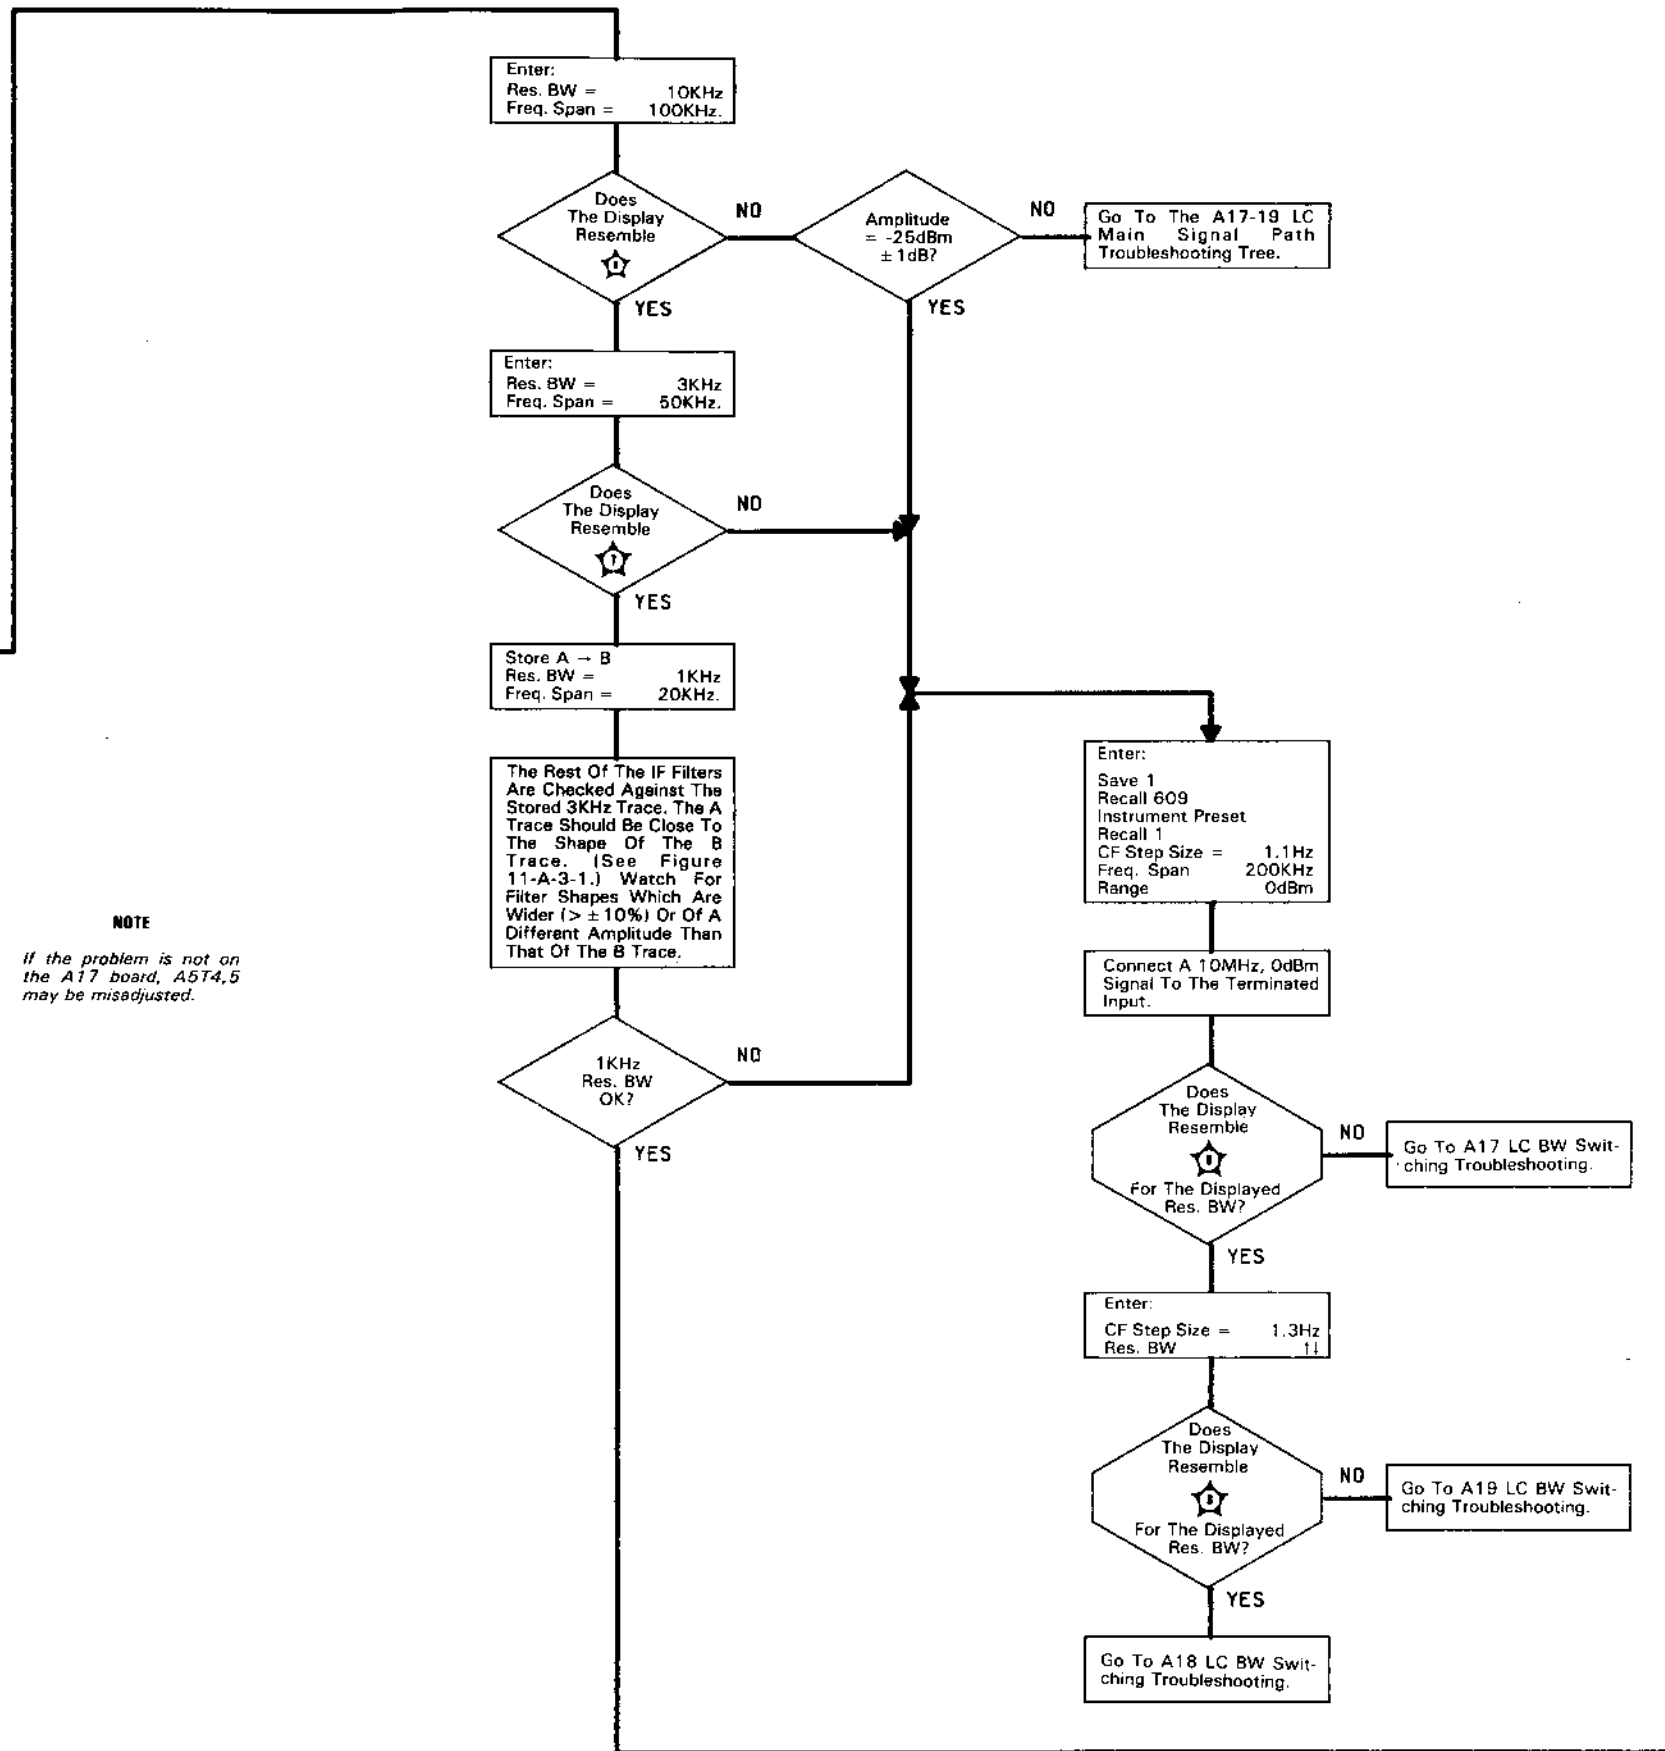 Enter:
Res. BW = 10KHz
Freq. Span = 100KHz.
Does
The Display
Resemble
NO
YES
Amplitude
= -25dBm
± 1dB?
NO
YES
Go To The A17-19 LC
Main Signal Path
Troubleshooting Tree.
Enter:
Res. BW = 3KHz
Freq. Span = 50KHz.
Does
The Display
Resemble
7
NO
YES
Store A → B
Res. BW = 1KHz
Freq. Span = 20KHz.
The Rest Of The IF Filters
Are Checked Against The
Stored 3KHz Trace. The A
Trace Should Be Close To
The Shape Of The B
Trace. (See Figure
11-A-3-1.) Watch For
Filter Shapes Which Are
Wider (> ±10%) Or Of A
Different Amplitude Than
That Of The B Trace.
NOTE
If the problem is not on
the A17 board, A5T4,5
may be misadjusted.
1KHz
Res. BW
OK?
NO
YES
Enter:
Save 1
Recall 609
Instrument Preset
Recall 1
CF Step Size = 1.1Hz
Freq. Span 200KHz
Range 0dBm
Connect A 10MHz, 0dBm
Signal To The Terminated
Input.
Does
The Display
Resemble
For The Displayed
Res. BW?
NO
YES
Go To A17 LC BW Swit-
ching Troubleshooting.
Enter:
CF Step Size = 1.3Hz
Res. BW ↑↓
Does
The Display
Resemble
For The Displayed
Res. BW?
NO
YES
Go To A19 LC BW Swit-
ching Troubleshooting.
Go To A18 LC BW Swit-
ching Troubleshooting.